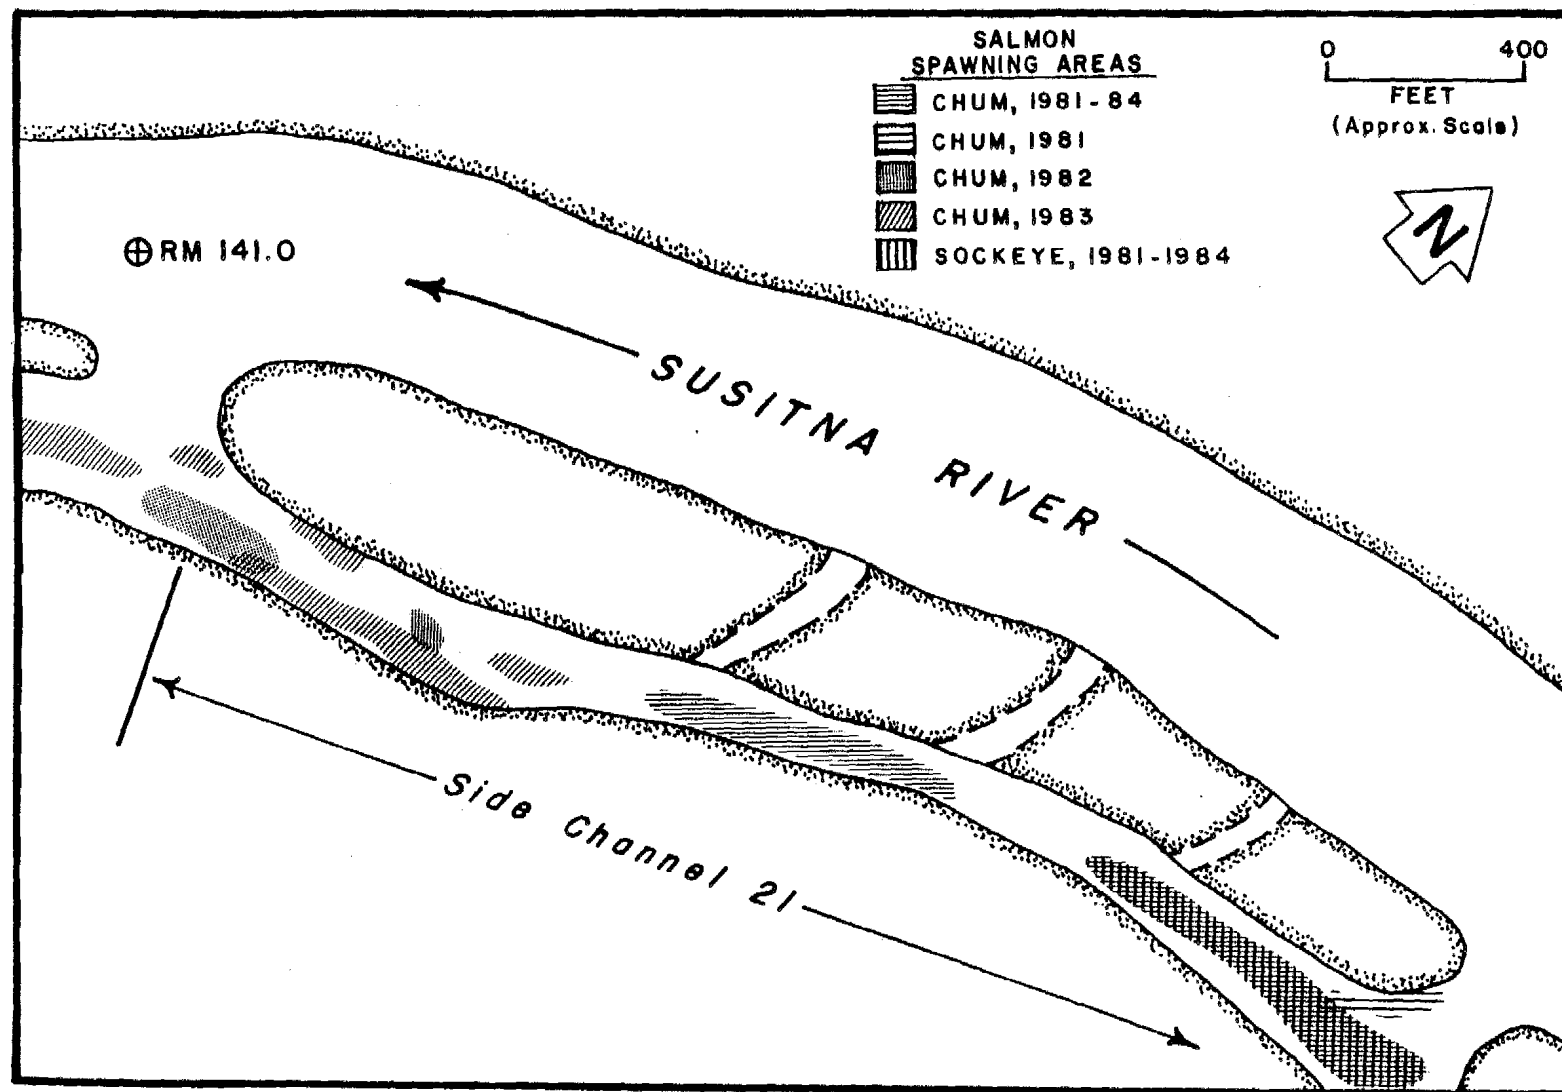 SALMON
SPAWNING AREAS
CHUM, 1981-84
CHUM, 1981
CHUM, 1982
CHUM, 1983
SOCKEYE, 1981-1984
0 400
FEET
(Approx. Scale)
N
RM 141.0
SUSITNA RIVER
Side Channel 21